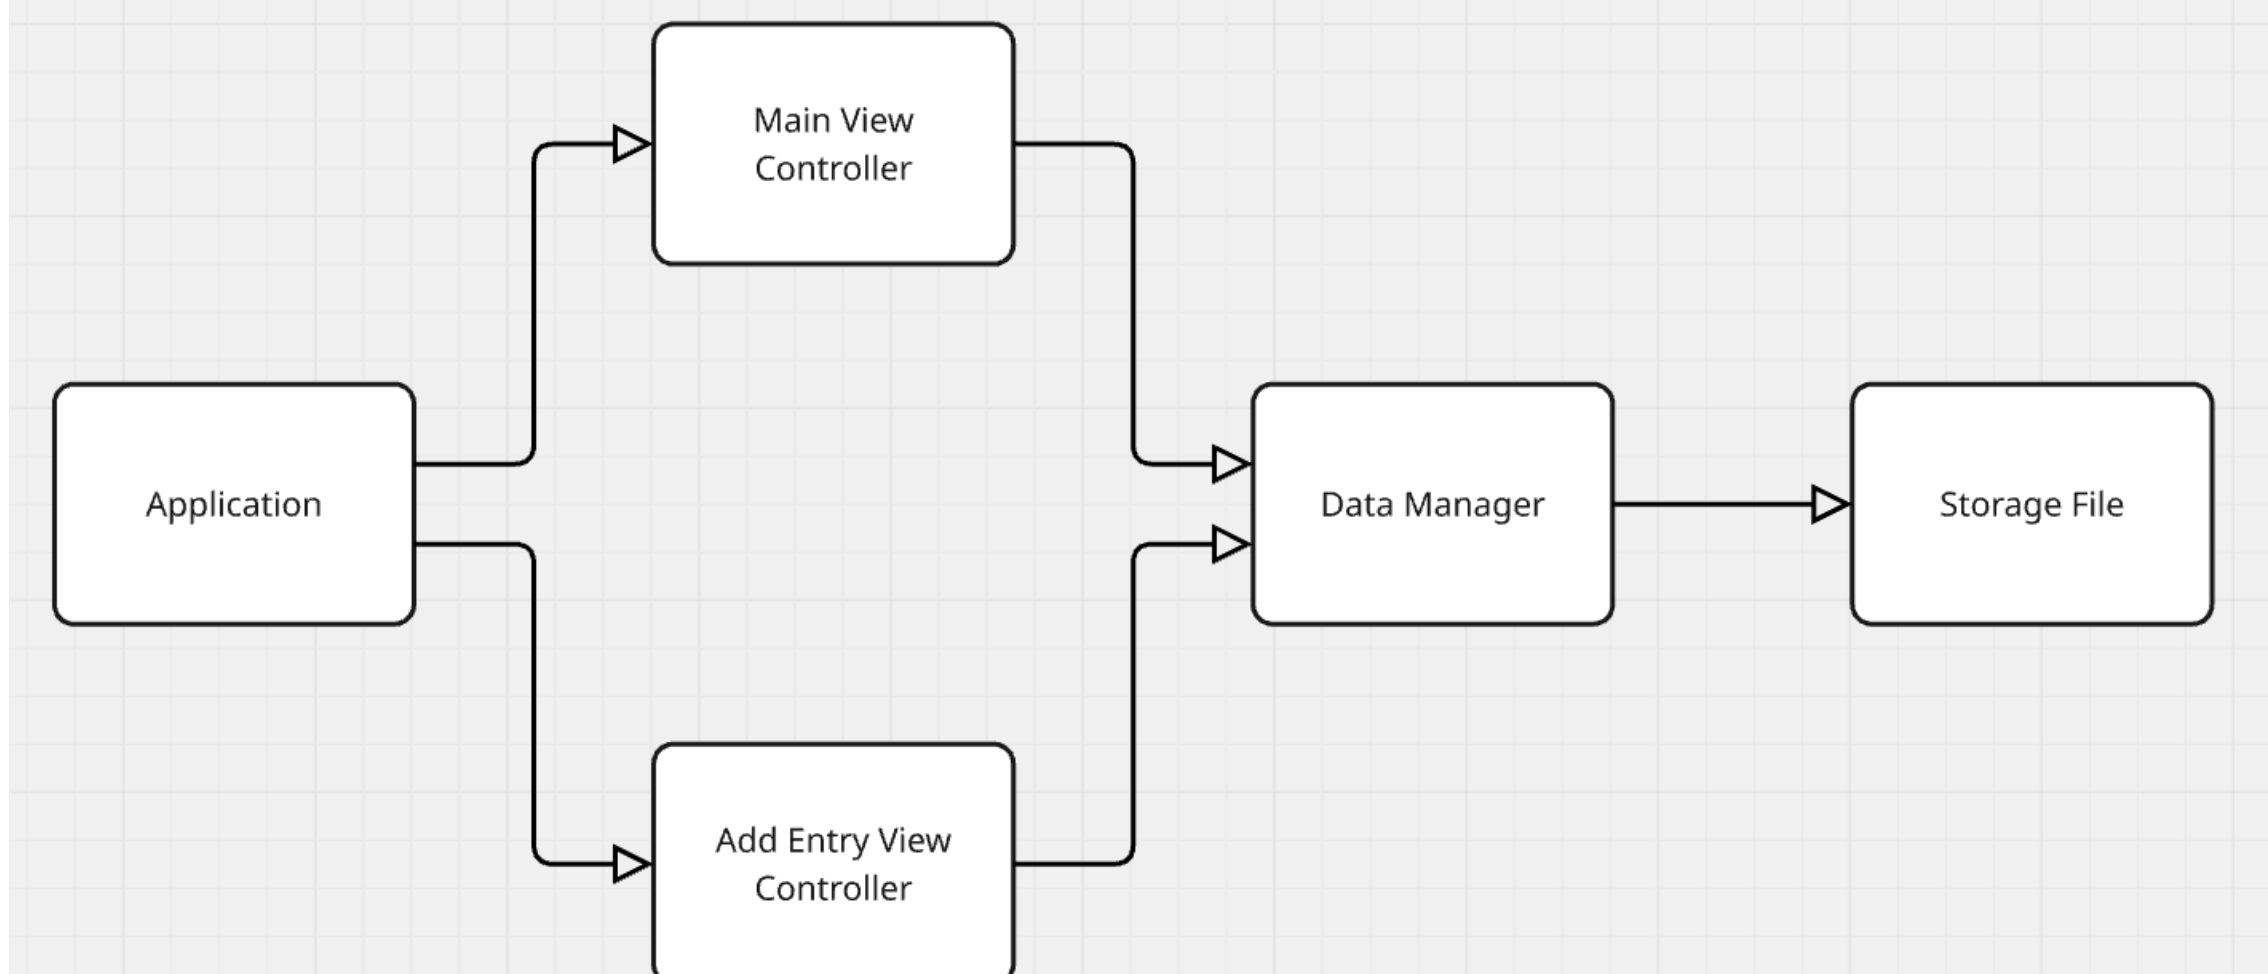 Main View
Controller
Application
Data Manager
Storage File
Add Entry View
Controller